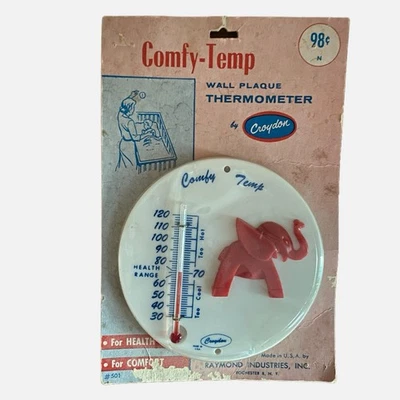 98¢
N
Comfy-Temp
WALL PLAQUE
THERMOMETER
by Croydon
Comfy Temp
120
110
100
90
80
HEALTH RANGE 70
60
50
40
30
Too Hot
Too Cool
Croydon
• For HEALTH
• For COMFORT
#501
Made in U.S.A. by
RAYMOND INDUSTRIES, INC.
ROCHESTER 8, N.Y.